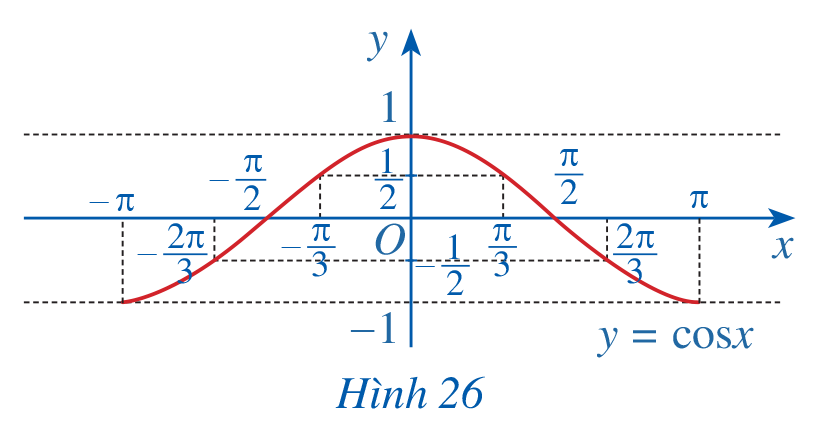 y
1
−π/2
1/2
π/2
−π
π
−2π/3
−π/3
O
−1/2
π/3
2π/3
x
−1
y = cosx
Hình 26